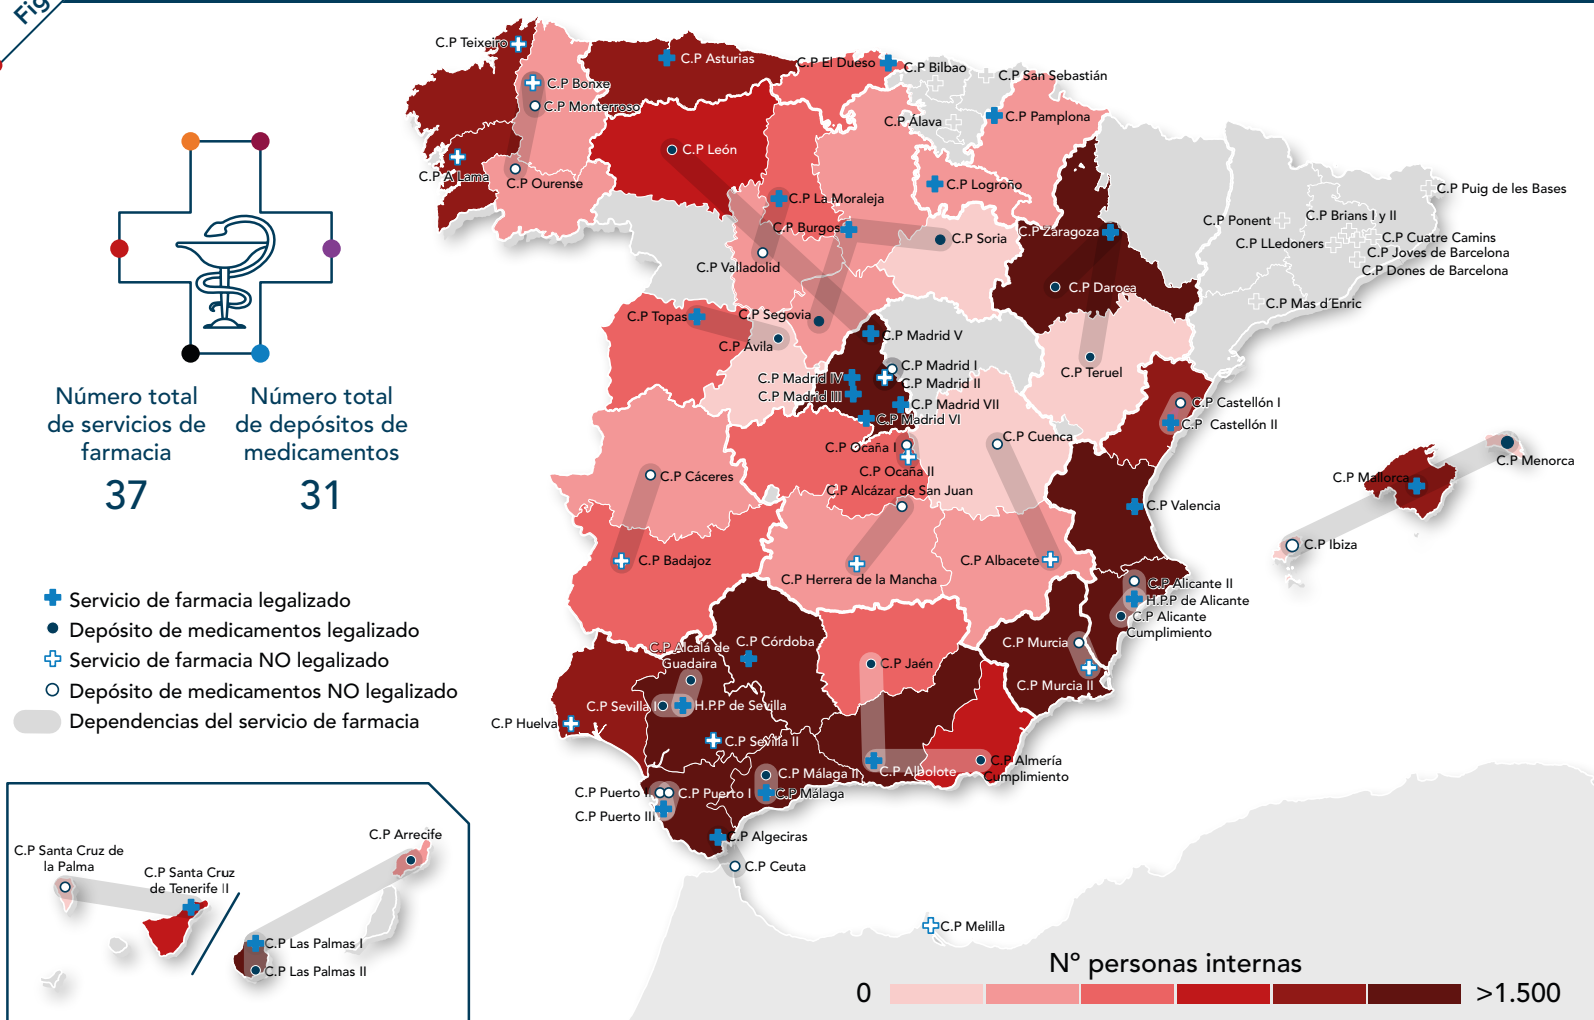 Fig
C.P Teixeiro
C.P Bonxe
C.P Monterroso
C.P A Lama
C.P Ourense
C.P Asturias
C.P El Dueso
C.P Bilbao
C.P San Sebastián
C.P Álava
C.P Pamplona
C.P León
C.P Logroño
C.P La Moraleja
C.P Burgos
C.P Soria
C.P Zaragoza
C.P Daroca
C.P Valladolid
C.P Puig de les Bases
C.P Ponent
C.P Brians I y II
C.P LLedoners
C.P Cuatre Camins
C.P Joves de Barcelona
C.P Dones de Barcelona
C.P Mas d´Enric
C.P Topas
C.P Segovia
C.P Ávila
C.P Madrid V
C.P Madrid I
C.P Madrid II
C.P Madrid IV
C.P Madrid III
C.P Madrid VII
C.P Madrid VI
C.P Teruel
C.P Castellón I
C.P Castellón II
C.P Cuenca
C.P Ocaña I
C.P Ocaña II
C.P Alcázar de San Juan
C.P Cáceres
C.P Menorca
C.P Mallorca
C.P Ibiza
C.P Valencia
C.P Badajoz
C.P Herrera de la Mancha
C.P Albacete
C.P Alicante II
H.P.P de Alicante
C.P Alicante
Cumplimiento
C.P Murcia
C.P Murcia II
C.P Alcalá de
Guadaira
C.P Córdoba
C.P Jaén
C.P Sevilla I
H.P.P de Sevilla
C.P Huelva
C.P Sevilla II
C.P Málaga II
C.P Málaga
C.P Albolote
C.P Almería
Cumplimiento
C.P Puerto I
C.P Puerto III
C.P Algeciras
C.P Ceuta
C.P Melilla
Número total
de servicios de
farmacia
37
Número total
de depósitos de
medicamentos
31
Servicio de farmacia legalizado
Depósito de medicamentos legalizado
Servicio de farmacia NO legalizado
Depósito de medicamentos NO legalizado
Dependencias del servicio de farmacia
C.P Santa Cruz de
la Palma
C.P Santa Cruz
de Tenerife II
C.P Arrecife
C.P Las Palmas I
C.P Las Palmas II
Nº personas internas
0
>1.500